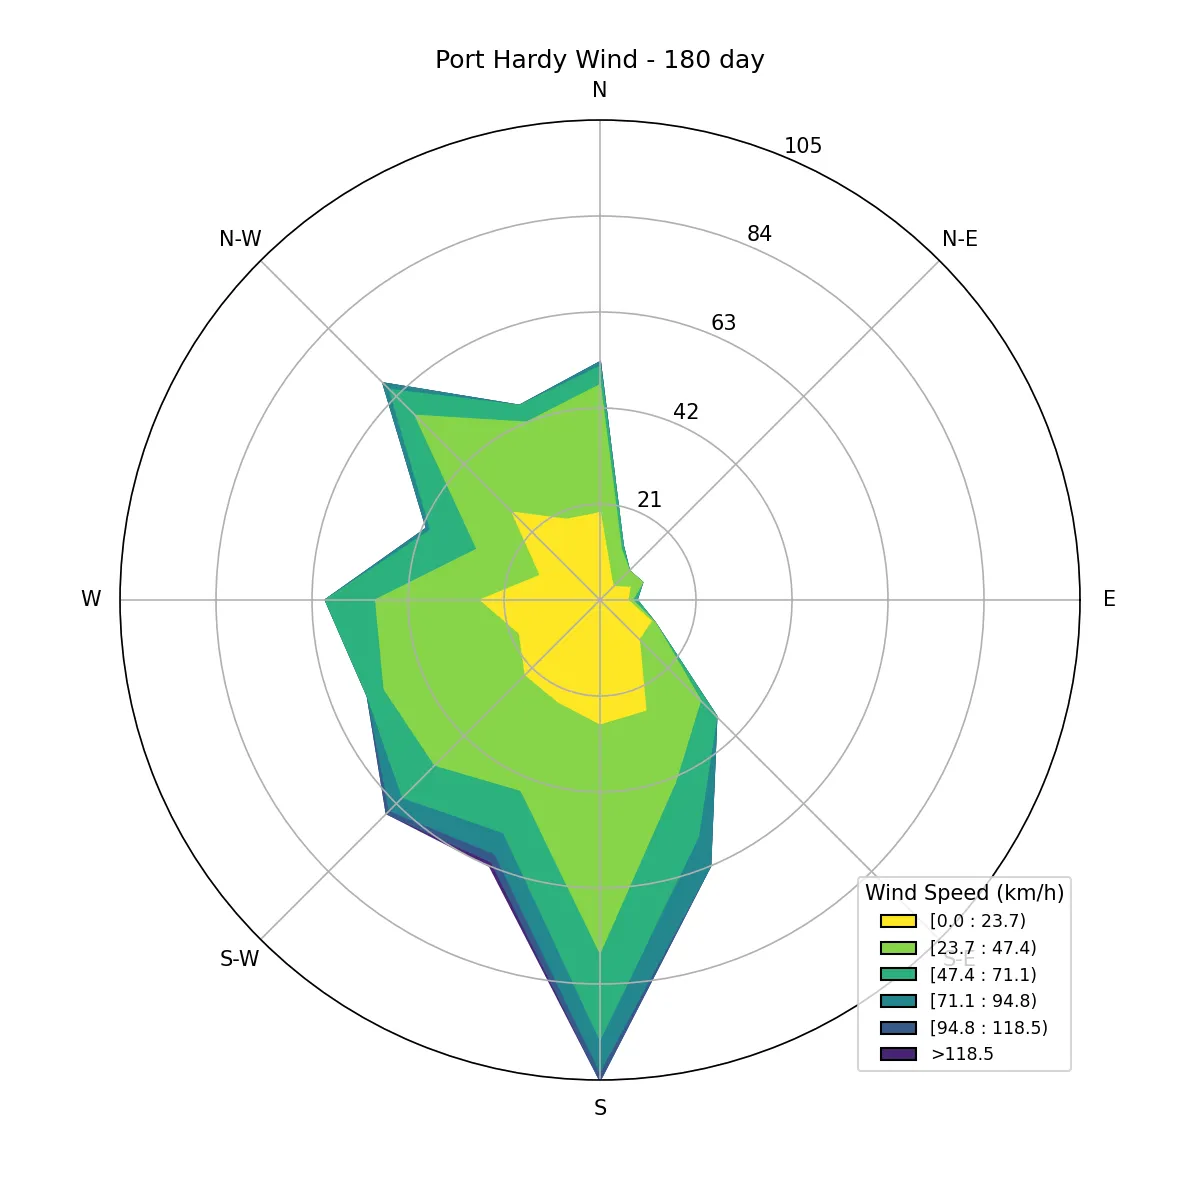 Port Hardy Wind - 180 day
N
105
N-W
84
N-E
63
42
21
W
E
Wind Speed (km/h)
[0.0 : 23.7)
[23.7 : 47.4)
[47.4 : 71.1)
[71.1 : 94.8)
[94.8 : 118.5)
>118.5
S-W
S-E
S